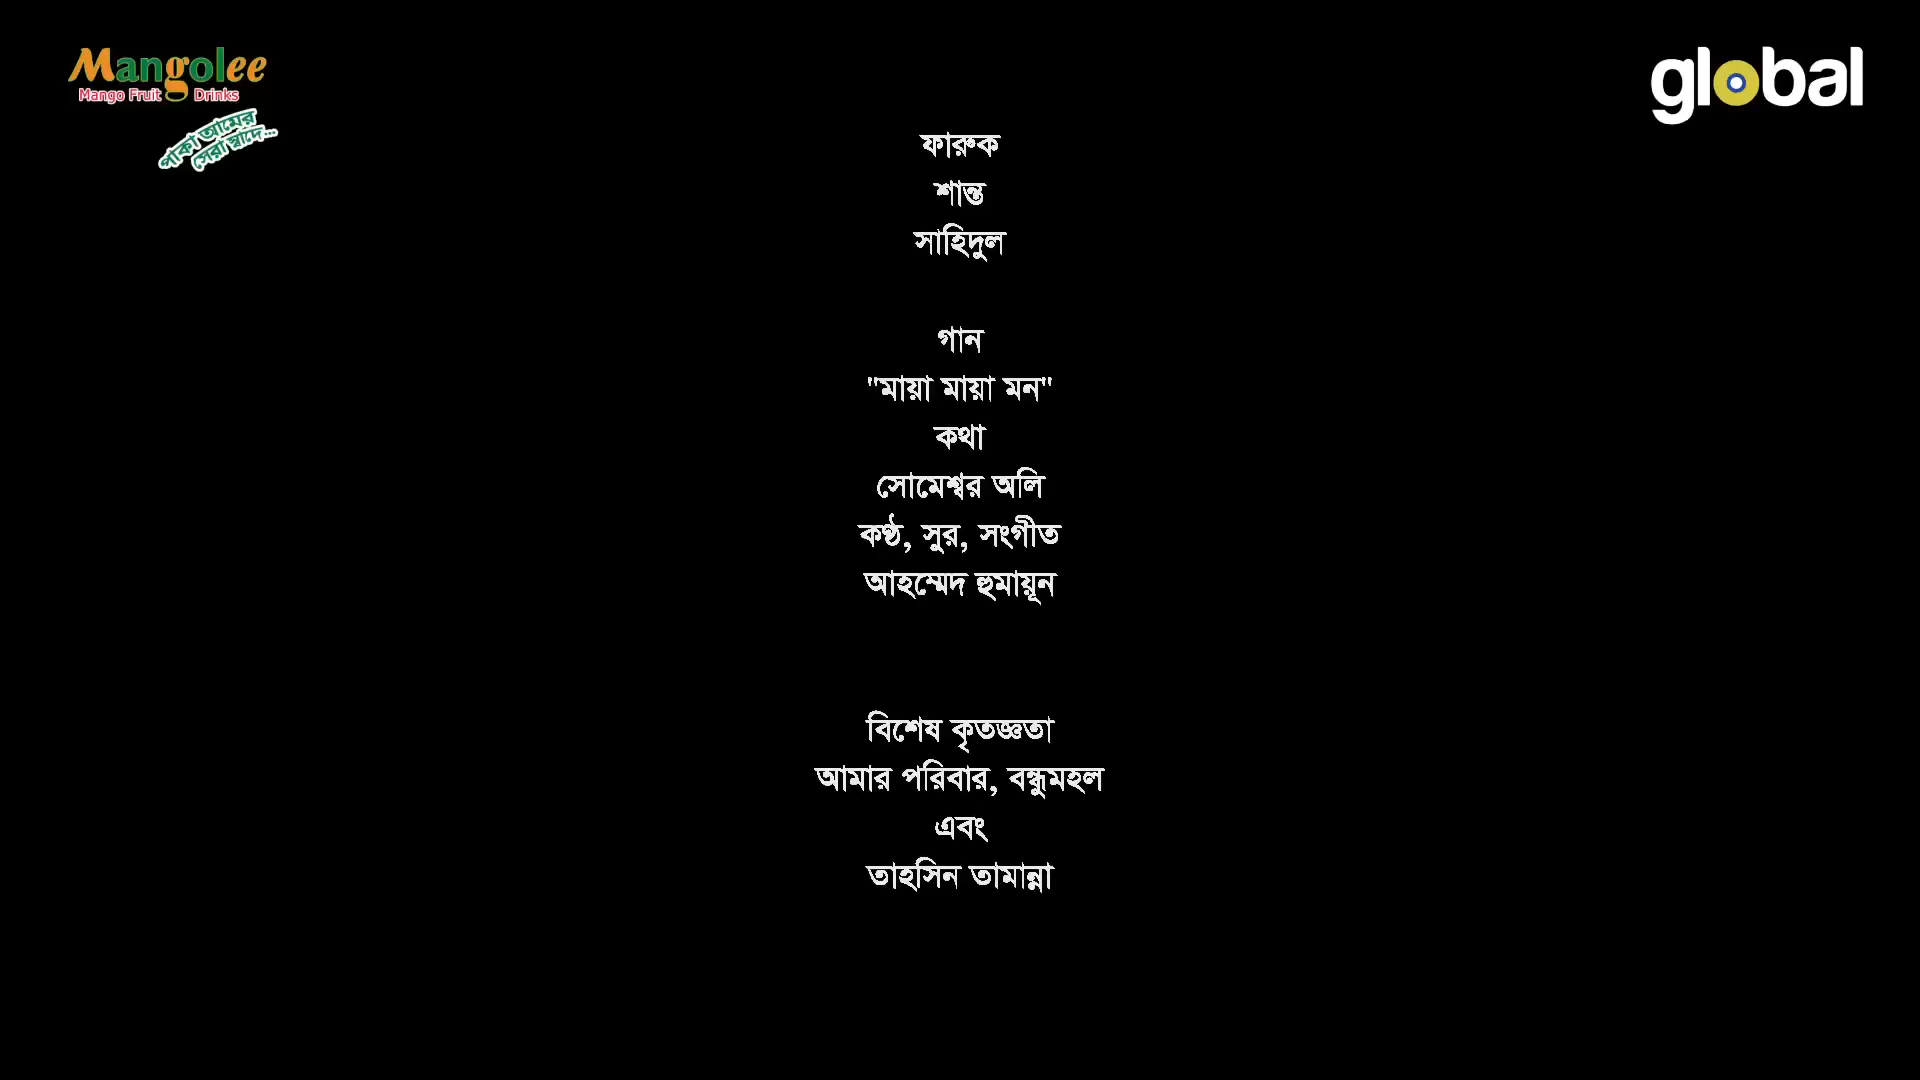 Mangolee
Mango Fruit Drinks
পাকা আমের
সেরা স্বাদে...
global
ফারুক
শান্ত
সাহিদুল
গান
"মায়া মায়া মন"
কথা
সোমেশ্বর অলি
কণ্ঠ, সুর, সংগীত
আহম্মেদ হুমায়ূন
বিশেষ কৃতজ্ঞতা
আমার পরিবার, বন্ধুমহল
এবং
তাহসিন তামান্না